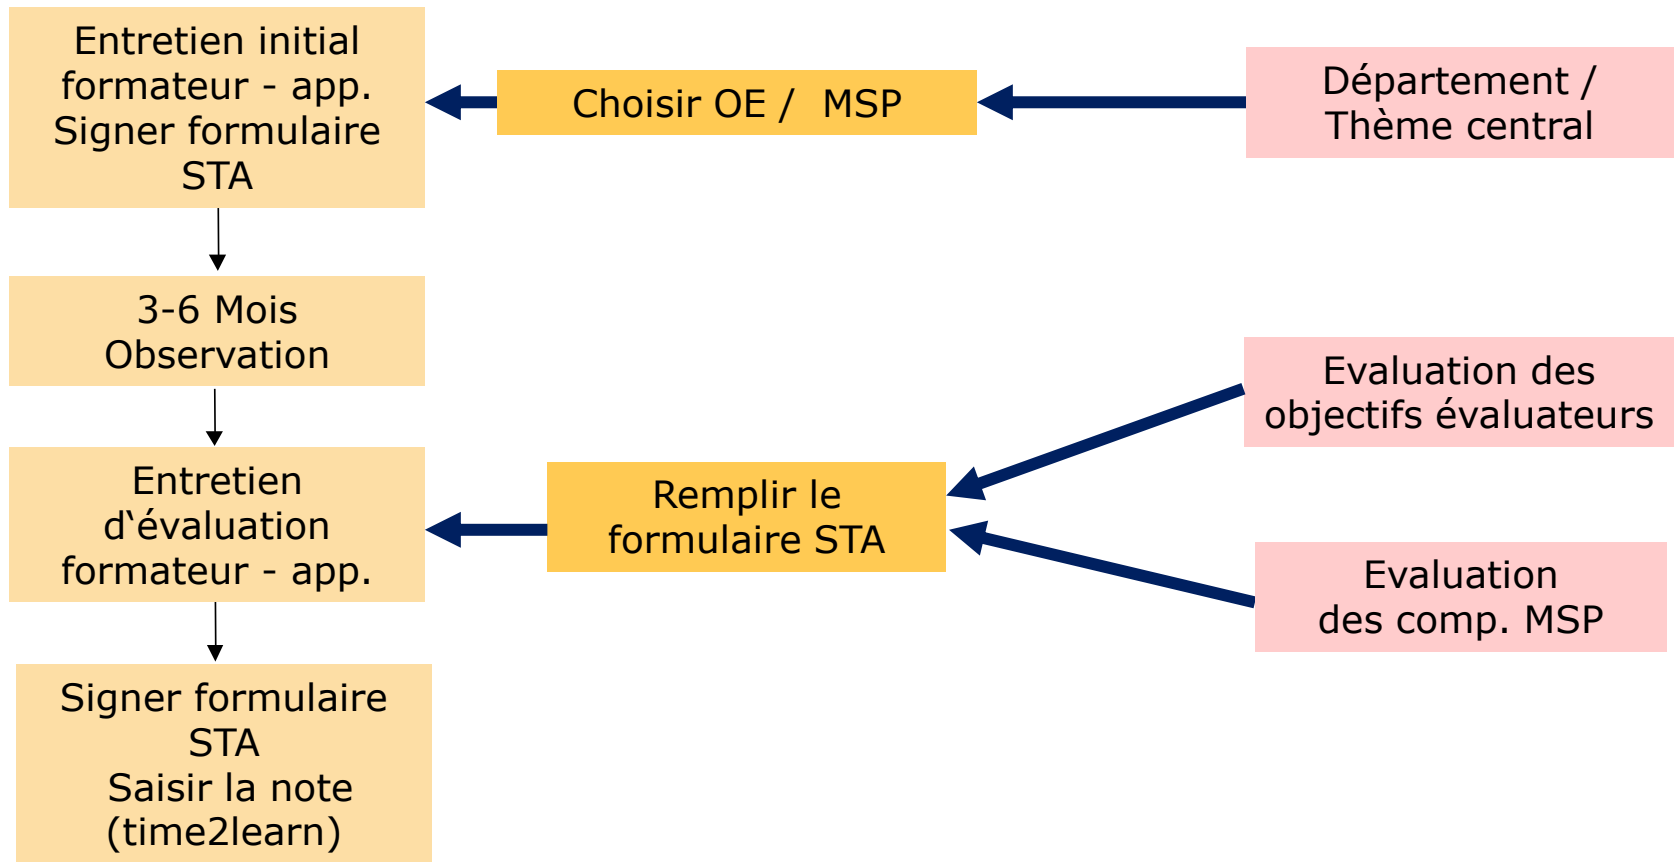 Entretien initial
formateur - app.
Signer formulaire
STA
Choisir OE /  MSP
Département /
Thème central
3-6 Mois
Observation
Evaluation des
objectifs évaluateurs
Entretien
d‘évaluation
formateur - app.
Remplir le
formulaire STA
Evaluation
des comp. MSP
Signer formulaire
STA
Saisir la note
(time2learn)